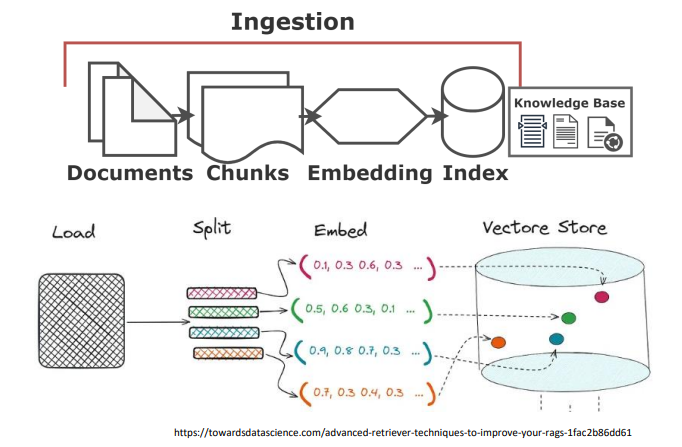 Ingestion
Knowledge Base
Documents Chunks Embedding Index
Load Split Embed Vectore Store
(0.1, 0.3 0.6, 0.3 ...)
(0.5, 0.6 0.3, 0.1 ...)
(0.9, 0.8 0.7, 0.3 ...)
(0.7, 0.3 0.4, 0.3 ...)
https://towardsdatascience.com/advanced-retriever-techniques-to-improve-your-rags-1fac2b86dd61